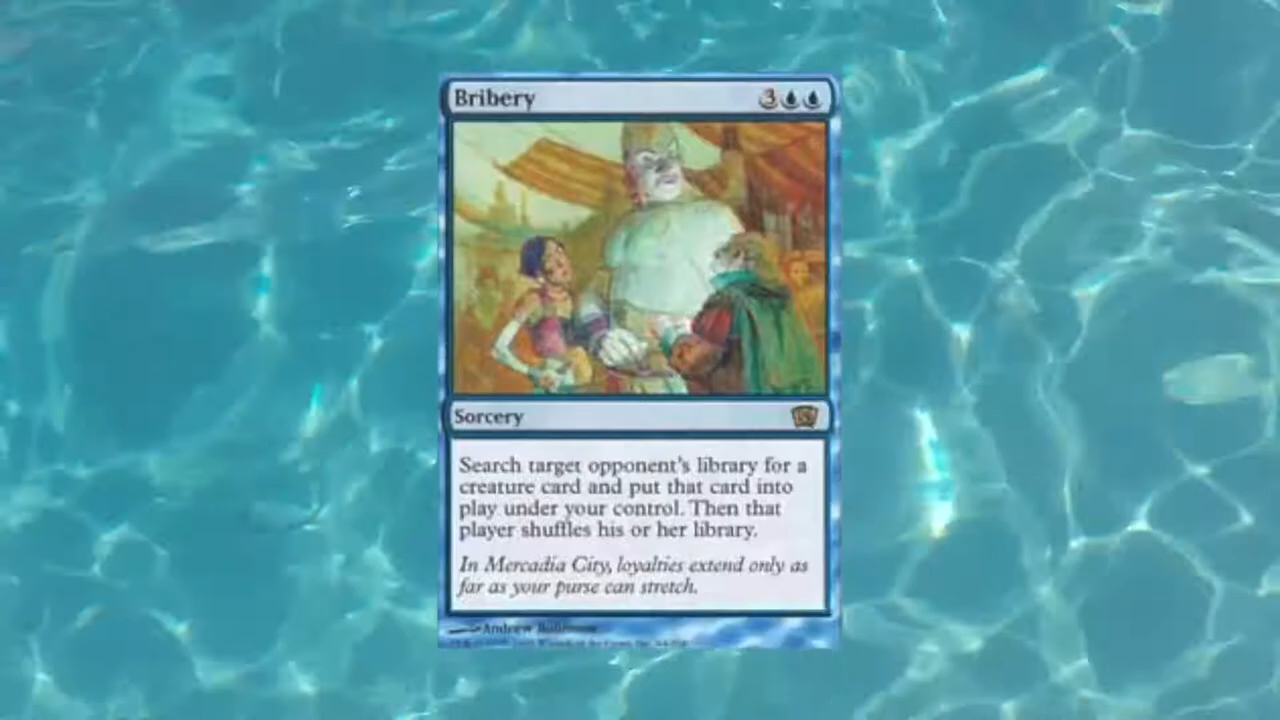 Bribery 3
Sorcery
Search target opponent's library for a
creature card and put that card into
play under your control. Then that
player shuffles his or her library.
In Mercadia City, loyalties extend only as
far as your purse can stretch.
Andrew